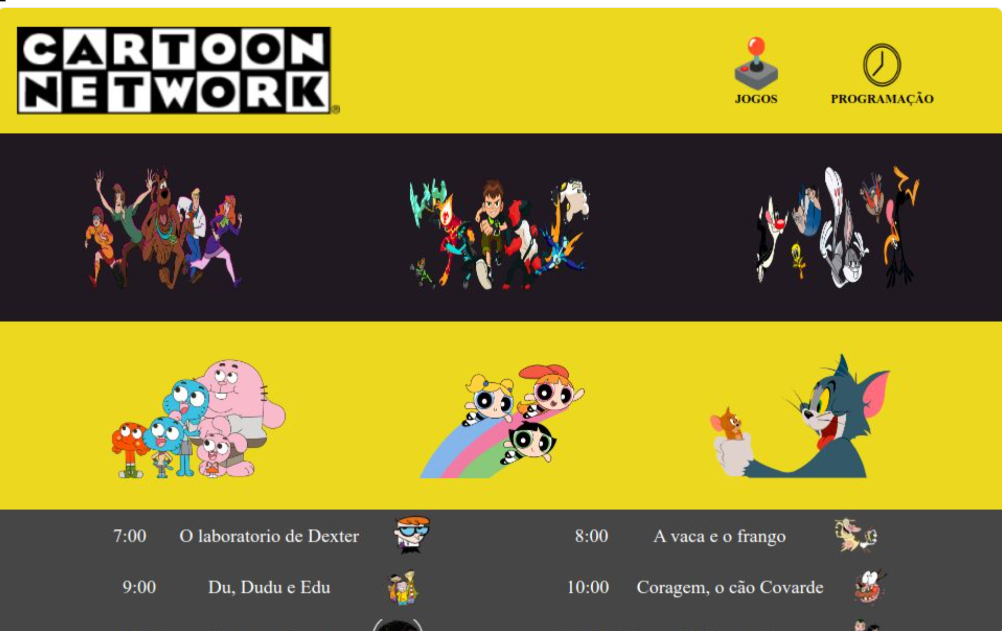 CARTOON
NETWORK®
JOGOS
PROGRAMAÇÃO
7:00 O laboratorio de Dexter
8:00 A vaca e o frango
9:00 Du, Dudu e Edu
10:00 Coragem, o cão Covarde